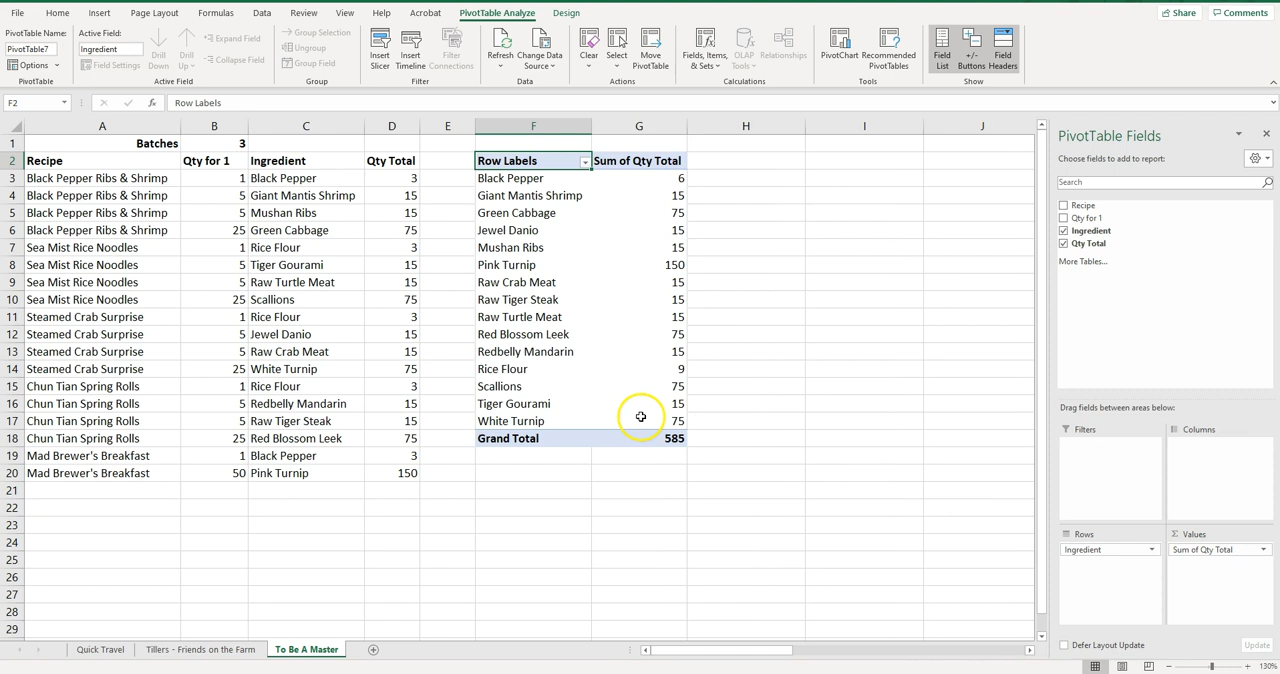 File Home Insert Page Layout Formulas Data Review View Help Acrobat PivotTable Analyze Design Share Comments
PivotTable Name:
PivotTable7
Options
PivotTable
Active Field:
Ingredient
Field Settings
Drill Down
Drill Up
Expand Field
Collapse Field
Active Field
Group Selection
Ungroup
Group Field
Group
Insert Slicer
Insert Timeline
Filter Connections
Filter
Refresh
Change Data Source
Data
Clear
Select
Move PivotTable
Actions
Fields, Items, & Sets
OLAP Tools
Relationships
Calculations
PivotChart
Recommended PivotTables
Tools
Field List
+/- Buttons
Field Headers
Show
F2 fx Row Labels
A B C D E F G H I J
1 Batches 3
2 Recipe Qty for 1 Ingredient Qty Total Row Labels Sum of Qty Total
3 Black Pepper Ribs & Shrimp 1 Black Pepper 3 Black Pepper 6
4 Black Pepper Ribs & Shrimp 5 Giant Mantis Shrimp 15 Giant Mantis Shrimp 15
5 Black Pepper Ribs & Shrimp 5 Mushan Ribs 15 Green Cabbage 75
6 Black Pepper Ribs & Shrimp 25 Green Cabbage 75 Jewel Danio 15
7 Sea Mist Rice Noodles 1 Rice Flour 3 Mushan Ribs 15
8 Sea Mist Rice Noodles 5 Tiger Gourami 15 Pink Turnip 150
9 Sea Mist Rice Noodles 5 Raw Turtle Meat 15 Raw Crab Meat 15
10 Sea Mist Rice Noodles 25 Scallions 75 Raw Tiger Steak 15
11 Steamed Crab Surprise 1 Rice Flour 3 Raw Turtle Meat 15
12 Steamed Crab Surprise 5 Jewel Danio 15 Red Blossom Leek 75
13 Steamed Crab Surprise 5 Raw Crab Meat 15 Redbelly Mandarin 15
14 Steamed Crab Surprise 25 White Turnip 75 Rice Flour 9
15 Chun Tian Spring Rolls 1 Rice Flour 3 Scallions 75
16 Chun Tian Spring Rolls 5 Redbelly Mandarin 15 Tiger Gourami 15
17 Chun Tian Spring Rolls 5 Raw Tiger Steak 15 White Turnip 75
18 Chun Tian Spring Rolls 25 Red Blossom Leek 75 Grand Total 585
19 Mad Brewer's Breakfast 1 Black Pepper 3
20 Mad Brewer's Breakfast 50 Pink Turnip 150
21
22
23
24
25
26
27
28
29
PivotTable Fields
Choose fields to add to report:
Search
Recipe
Qty for 1
Ingredient
Qty Total
More Tables...
Drag fields between areas below:
Filters
Columns
Rows
Σ Values
Ingredient
Sum of Qty Total
Defer Layout Update Update
Quick Travel Tillers - Friends on the Farm To Be A Master
130%